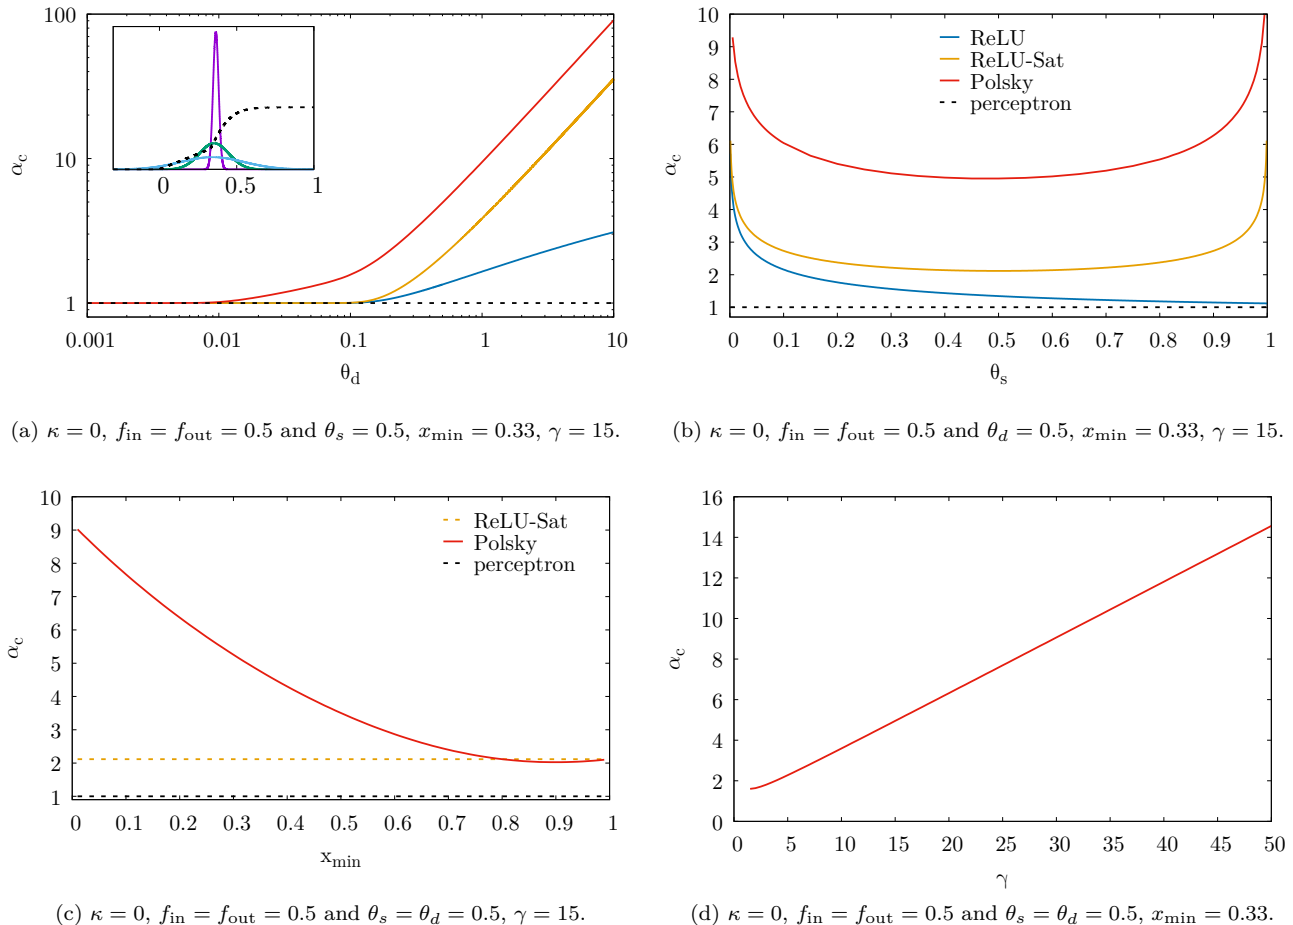 100
10
1
α_c
0.001 0.01 0.1 1 10
θ_d
0 0.5 1
(a) κ = 0, f_in = f_out = 0.5 and θ_s = 0.5, x_min = 0.33, γ = 15.
10
9
8
7
6
5
4
3
2
1
α_c
ReLU
ReLU-Sat
Polsky
perceptron
0 0.1 0.2 0.3 0.4 0.5 0.6 0.7 0.8 0.9 1
θ_s
(b) κ = 0, f_in = f_out = 0.5 and θ_d = 0.5, x_min = 0.33, γ = 15.
10
9
8
7
6
5
4
3
2
1
α_c
ReLU-Sat
Polsky
perceptron
0 0.1 0.2 0.3 0.4 0.5 0.6 0.7 0.8 0.9 1
x_min
(c) κ = 0, f_in = f_out = 0.5 and θ_s = θ_d = 0.5, γ = 15.
16
14
12
10
8
6
4
2
0
α_c
0 5 10 15 20 25 30 35 40 45 50
γ
(d) κ = 0, f_in = f_out = 0.5 and θ_s = θ_d = 0.5, x_min = 0.33.